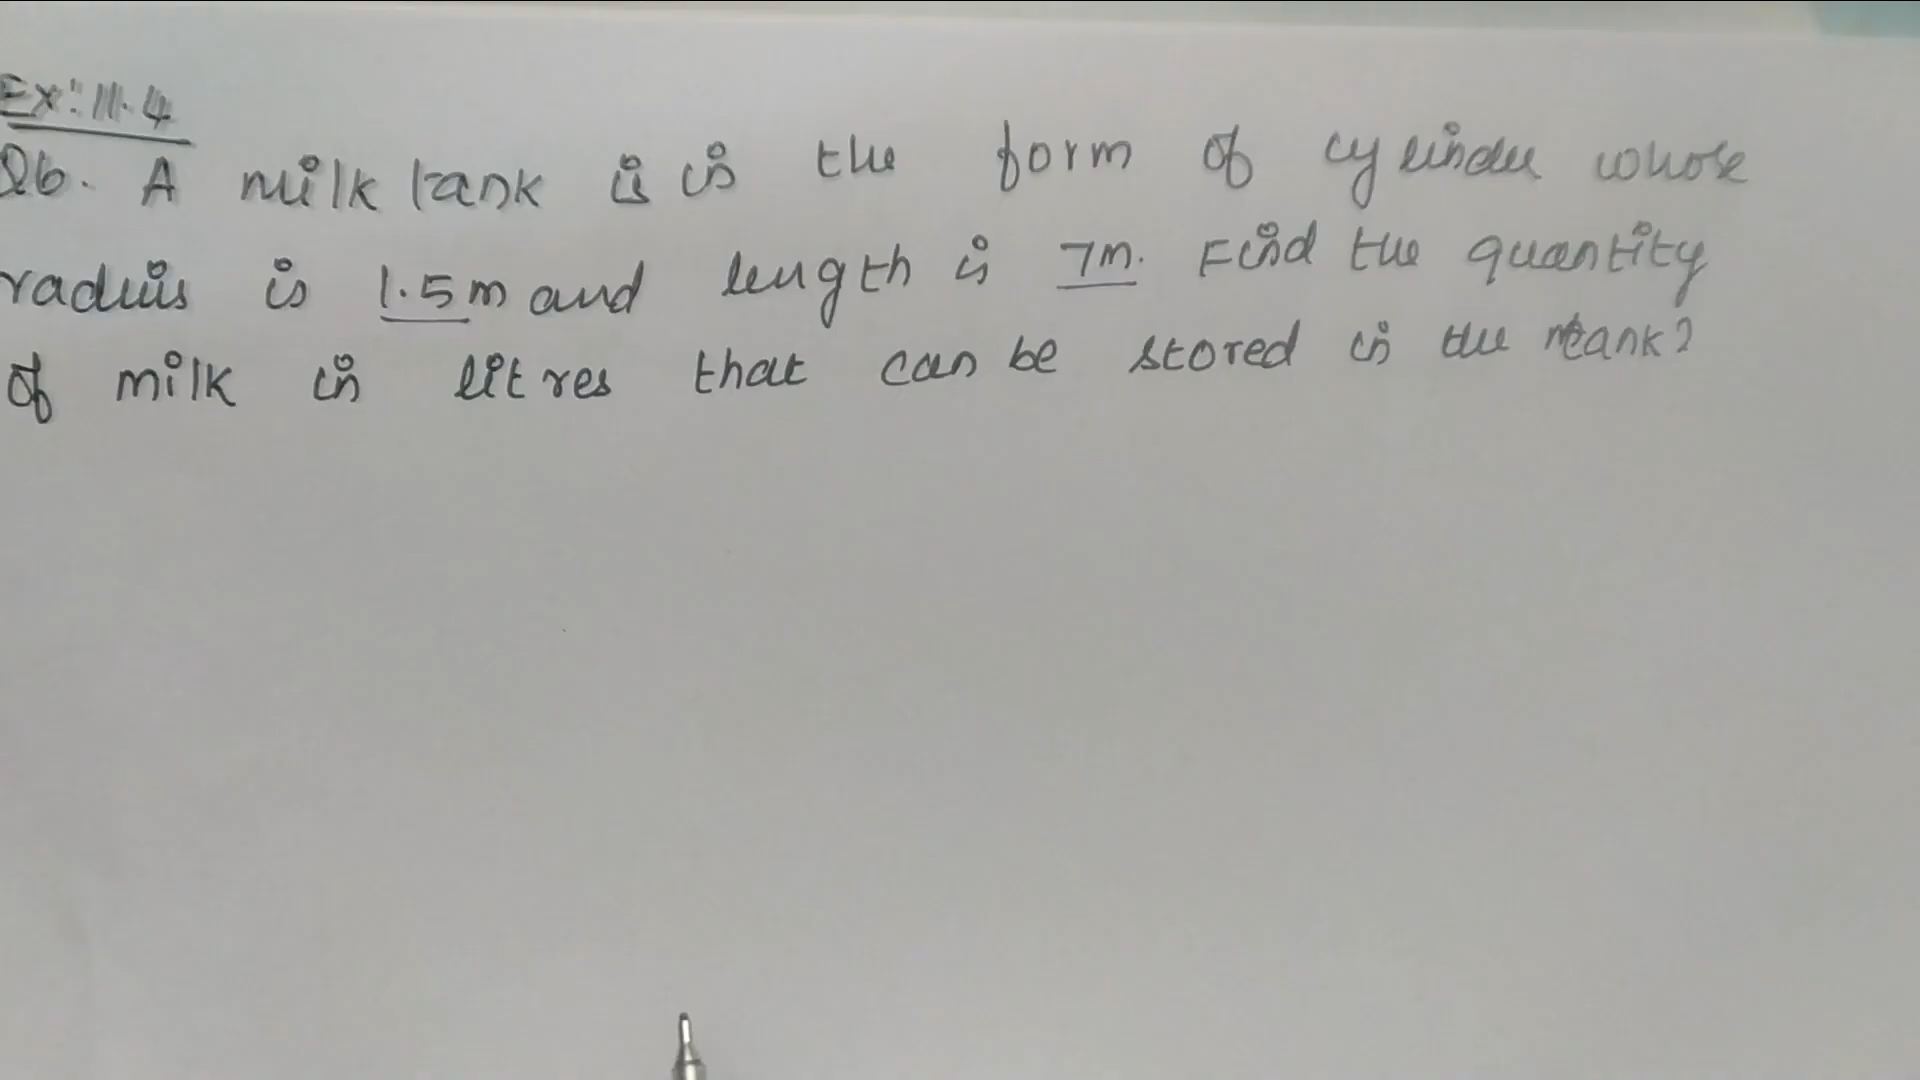 Ex: 11.4
Q6. A milk tank is in the form of cylinder whose
radius is 1.5m and length is 7m. Find the quantity
of milk in litres that can be stored in the tank?